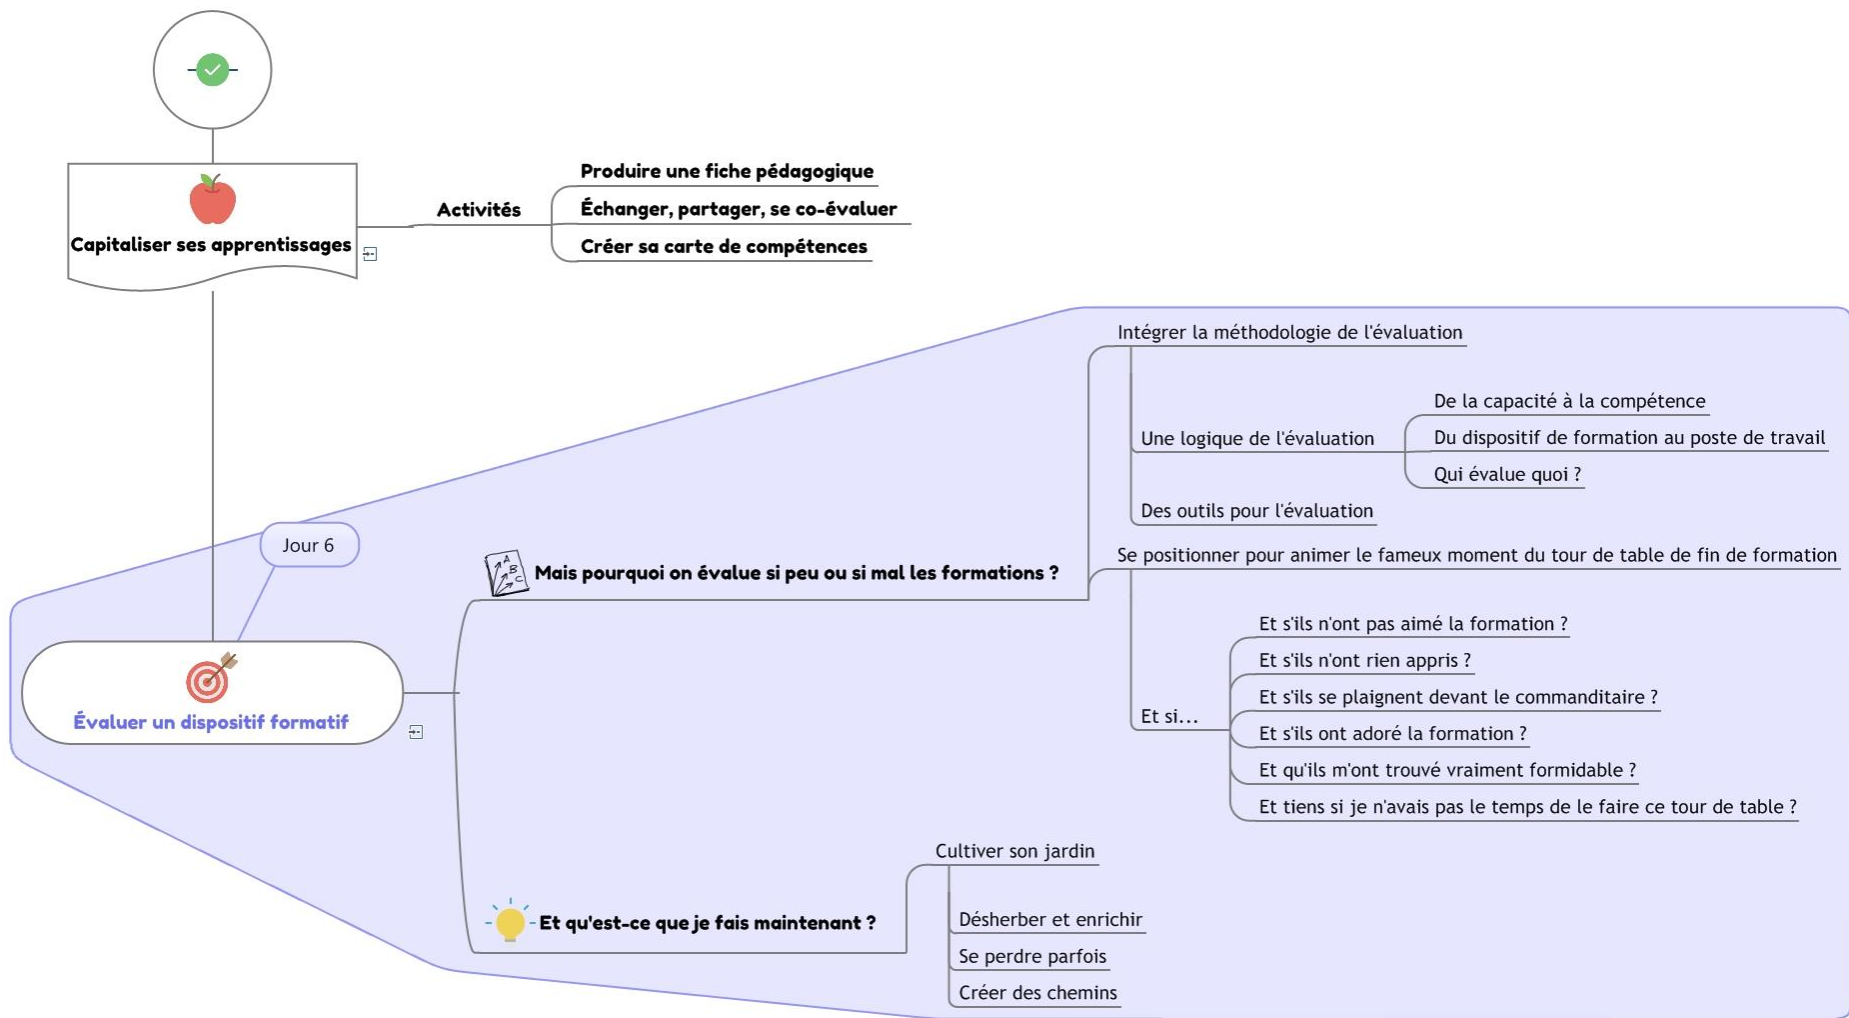 Capitaliser ses apprentissages
Activités
Produire une fiche pédagogique
Échanger, partager, se co-évaluer
Créer sa carte de compétences
Jour 6
Évaluer un dispositif formatif
A
B
C
Mais pourquoi on évalue si peu ou si mal les formations ?
Intégrer la méthodologie de l'évaluation
Une logique de l'évaluation
De la capacité à la compétence
Du dispositif de formation au poste de travail
Qui évalue quoi ?
Des outils pour l'évaluation
Se positionner pour animer le fameux moment du tour de table de fin de formation
Et si...
Et s'ils n'ont pas aimé la formation ?
Et s'ils n'ont rien appris ?
Et s'ils se plaignent devant le commanditaire ?
Et s'ils ont adoré la formation ?
Et qu'ils m'ont trouvé vraiment formidable ?
Et tiens si je n'avais pas le temps de le faire ce tour de table ?
Et qu'est-ce que je fais maintenant ?
Cultiver son jardin
Désherber et enrichir
Se perdre parfois
Créer des chemins